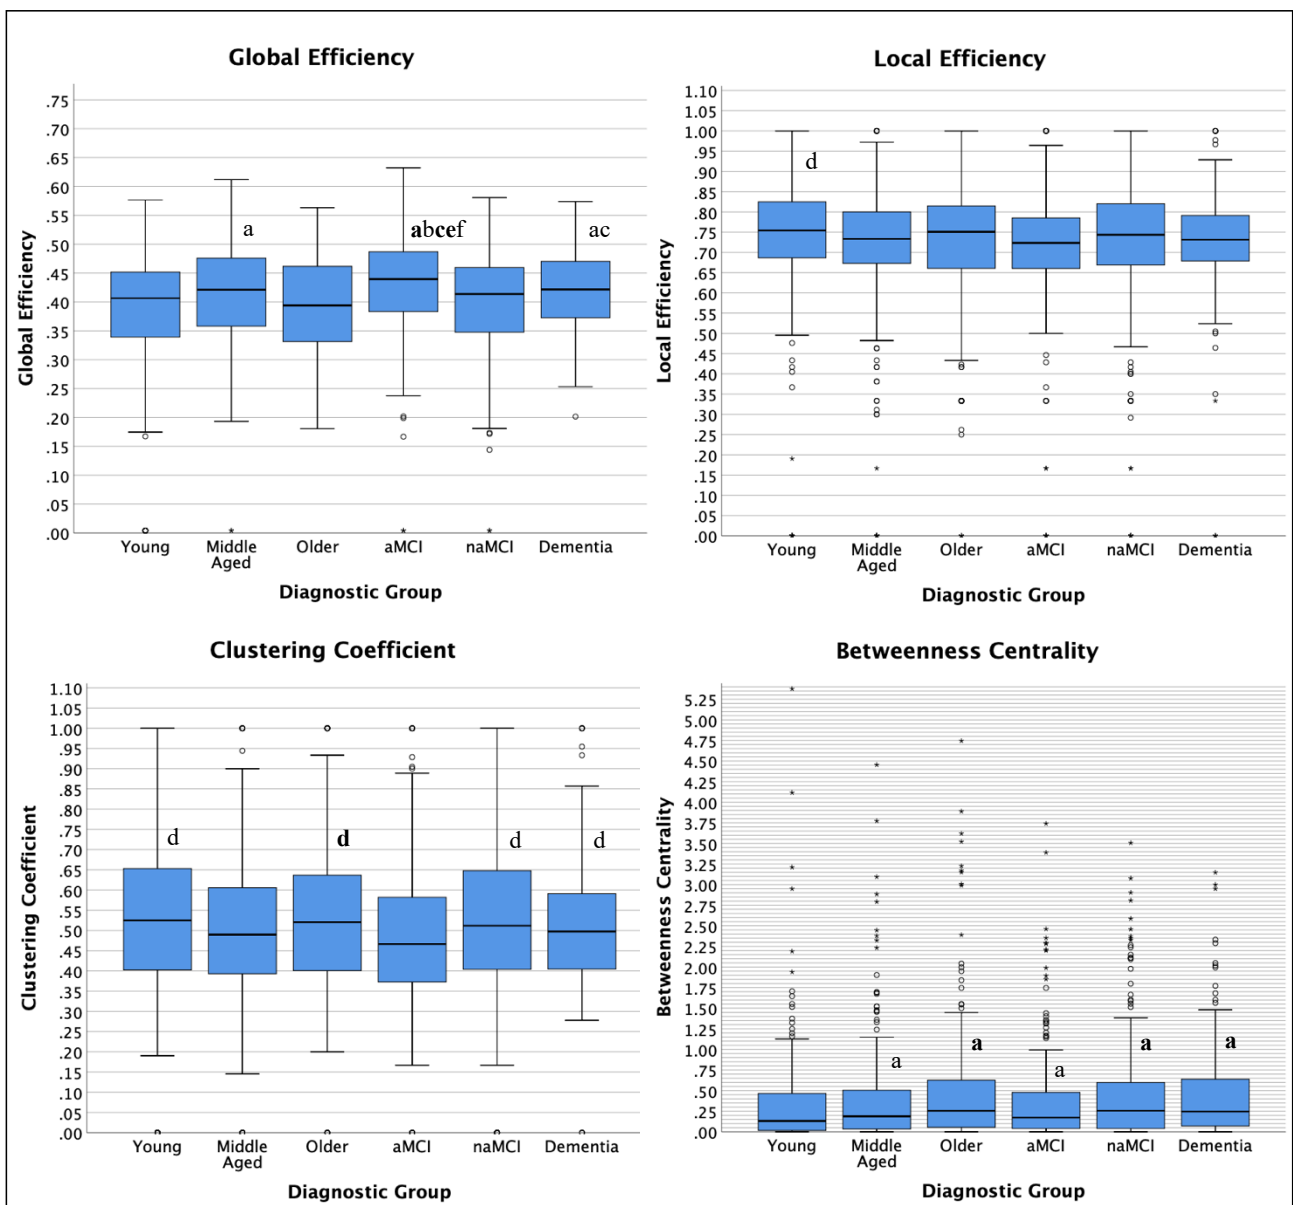 Global Efficiency
.75
.70
.65
.60
.55
.50
.45
.40
.35
.30
.25
.20
.15
.10
.05
.00
Global Efficiency
a
abcef
ac
Young
Middle
Aged
Older
aMCI
naMCI
Dementia
Diagnostic Group
Local Efficiency
1.10
1.05
1.00
.95
.90
.85
.80
.75
.70
.65
.60
.55
.50
.45
.40
.35
.30
.25
.20
.15
.10
.05
.00
Local Efficiency
d
Young
Middle
Aged
Older
aMCI
naMCI
Dementia
Diagnostic Group
Clustering Coefficient
1.10
1.05
1.00
.95
.90
.85
.80
.75
.70
.65
.60
.55
.50
.45
.40
.35
.30
.25
.20
.15
.10
.05
.00
Clustering Coefficient
d
d
d
d
Young
Middle
Aged
Older
aMCI
naMCI
Dementia
Diagnostic Group
Betweenness Centrality
5.25
5.00
4.75
4.50
4.25
4.00
3.75
3.50
3.25
3.00
2.75
2.50
2.25
2.00
1.75
1.50
1.25
1.00
.75
.50
.25
.00
Betweenness Centrality
a
a
a
a
a
Young
Middle
Aged
Older
aMCI
naMCI
Dementia
Diagnostic Group